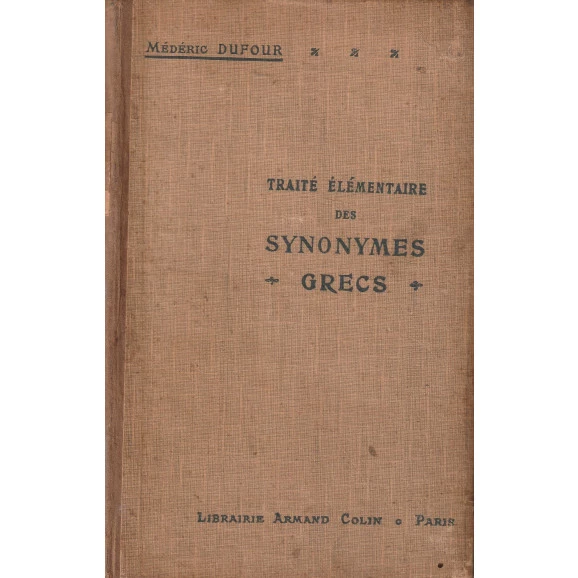 Médéric DUFOUR
TRAITÉ ÉLÉMENTAIRE
DES
SYNONYMES
GRECS
Librairie Armand Colin o Paris